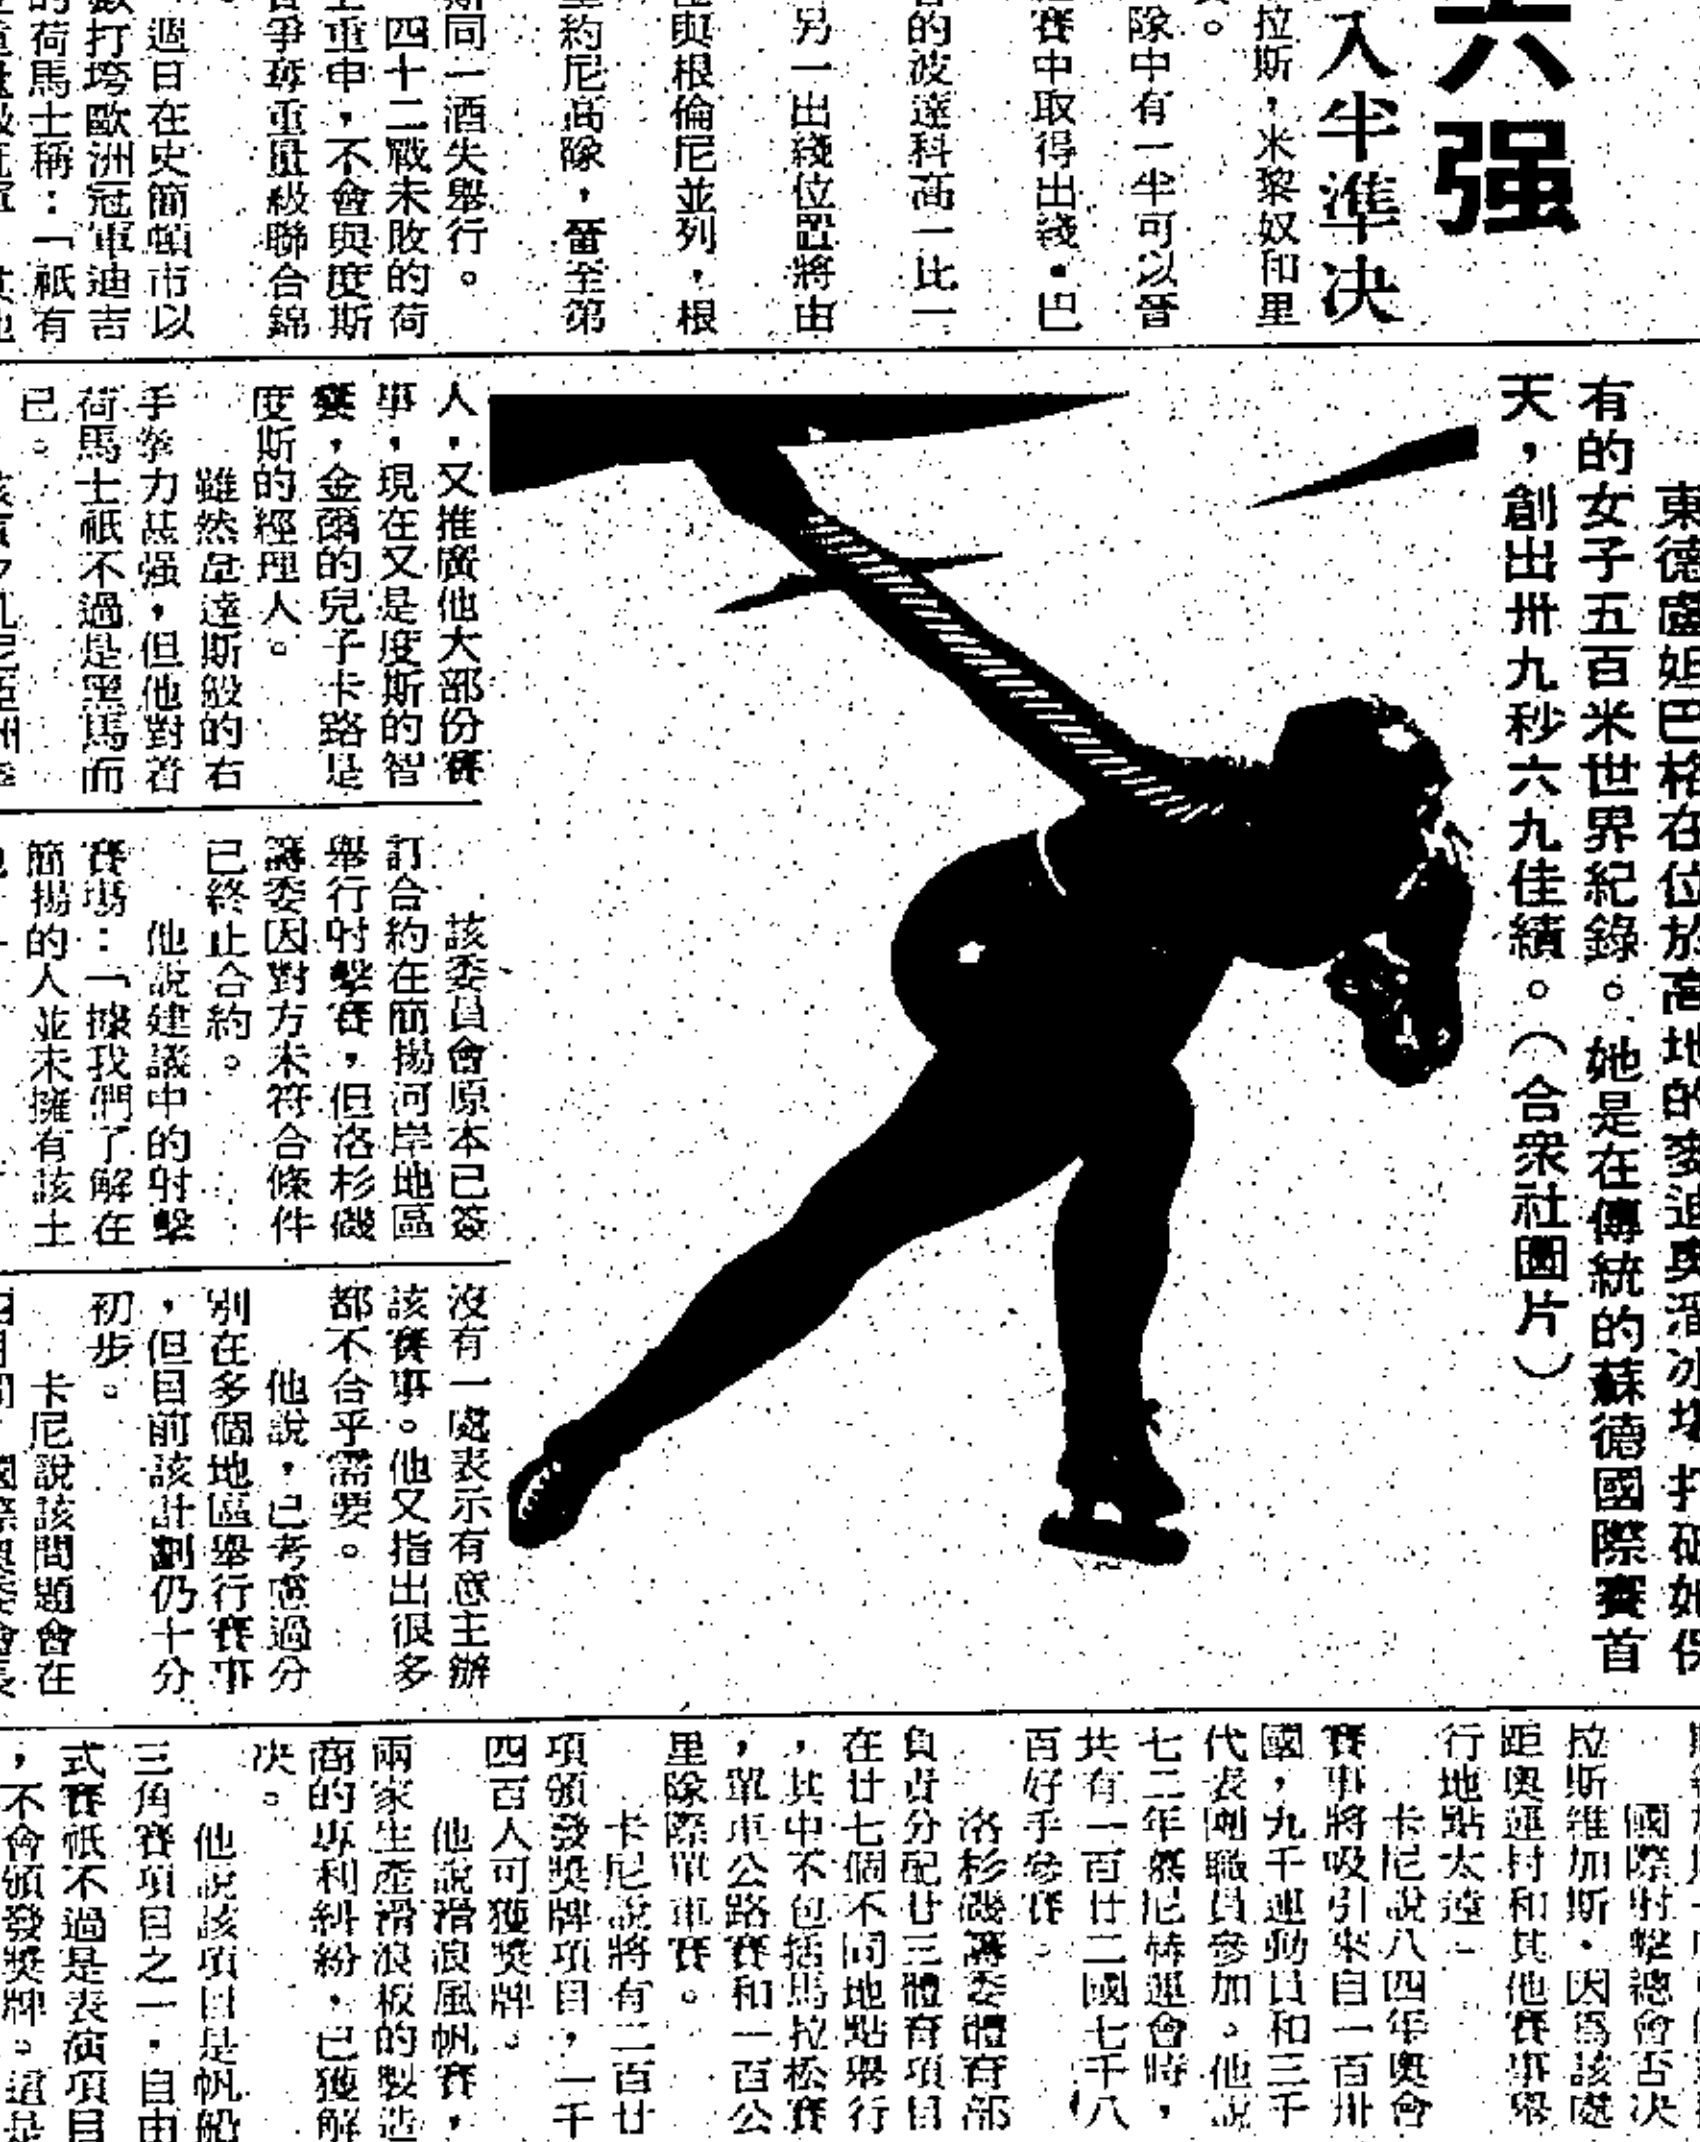 六强
入半準决
拉斯，米黎奴和里
隊中有一半可以晉
賽中取得出綫。巴
的波達科高一比一
另一出綫位置將由
與根倫尼並列，根
約尼高隊，晉至第
斯同一酒失舉行。
四十二戰未敗的荷
重申，不會與度斯
爭奪重量級聯合錦
週日在史簡頓市以
打垮歐洲冠軍迪吉
的荷馬士稱：「祇有
東德盧妲巴格在位於高地的麥迪奥溜冰場打破她保
有的女子五百米世界紀錄。她是在傳統的蘇德國際賽首
天，創出卅九秒六九佳績。（合衆社圖片）
人，又推廣他大部份賽
事，現在又是度斯的智
賽，金爾的兒子卡路是
度斯的經理人。
雖然韋達斯般的右
手拳力甚强，但他對着
荷馬士祇不過是黑馬而
已。
該委員會原本已簽
訂合約在簡揚河岸地區
舉行射擊賽，但洛杉磯
籌委因對方未符合條件
已終止合約。
他說建議中的射擊
賽場：「據我們了解在
簡揚的人並未擁有該土
沒有一處表示有意主辦
該賽事。他又指出很多
都不合乎需要。
他說，已考慮過分
別在多個地區舉行賽事
，但目前該計劃仍十分
初步。
卡尼說該問題會在
國際射擊總會否决
拉斯維加斯，因爲該處
距奧運村和其他賽事舉
行地點太遠。
卡尼說八四年奧會
賽事將吸引來自一百卅
國，九千運動員和三千
代表團職員參加。他說
七二年慕尼特運會時，
共有一百廿二國七千八
百好手參賽。
洛杉磯籌委體育部
負責分配廿三體育項目
在廿七個不同地點舉行
，其中不包括馬拉松賽
，單車公路賽和一百公
里隊際單車賽。
卡尼說將有二百廿
項頒發獎牌項目，一千
四百人可獲獎牌。
他說滑浪風帆賽，
兩家生產滑浪板的製造
商的專利糾紛，已獲解
决。
他說該項目是帆船
三角賽項目之一，自由
式賽祇不過是表演項目
，不會頒發獎牌。這是